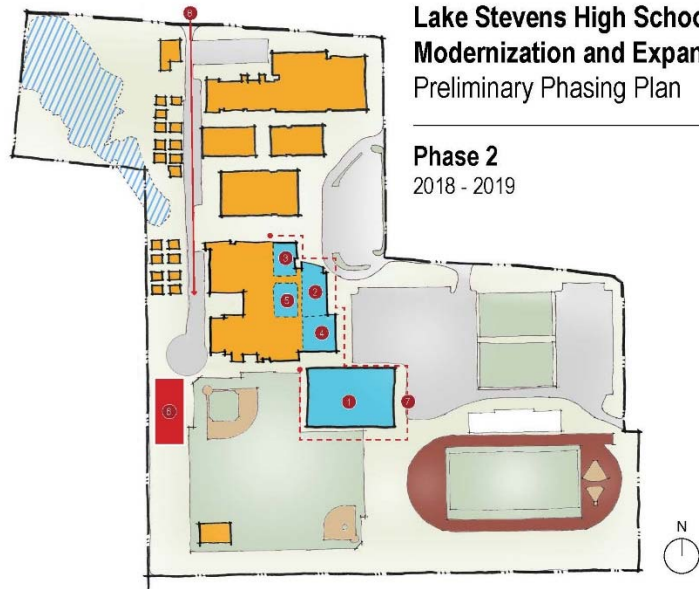 8
Lake Stevens High Schoo
Modernization and Expan
Preliminary Phasing Plan
Phase 2
2018 - 2019
3
2
5
4
1
7
6
N